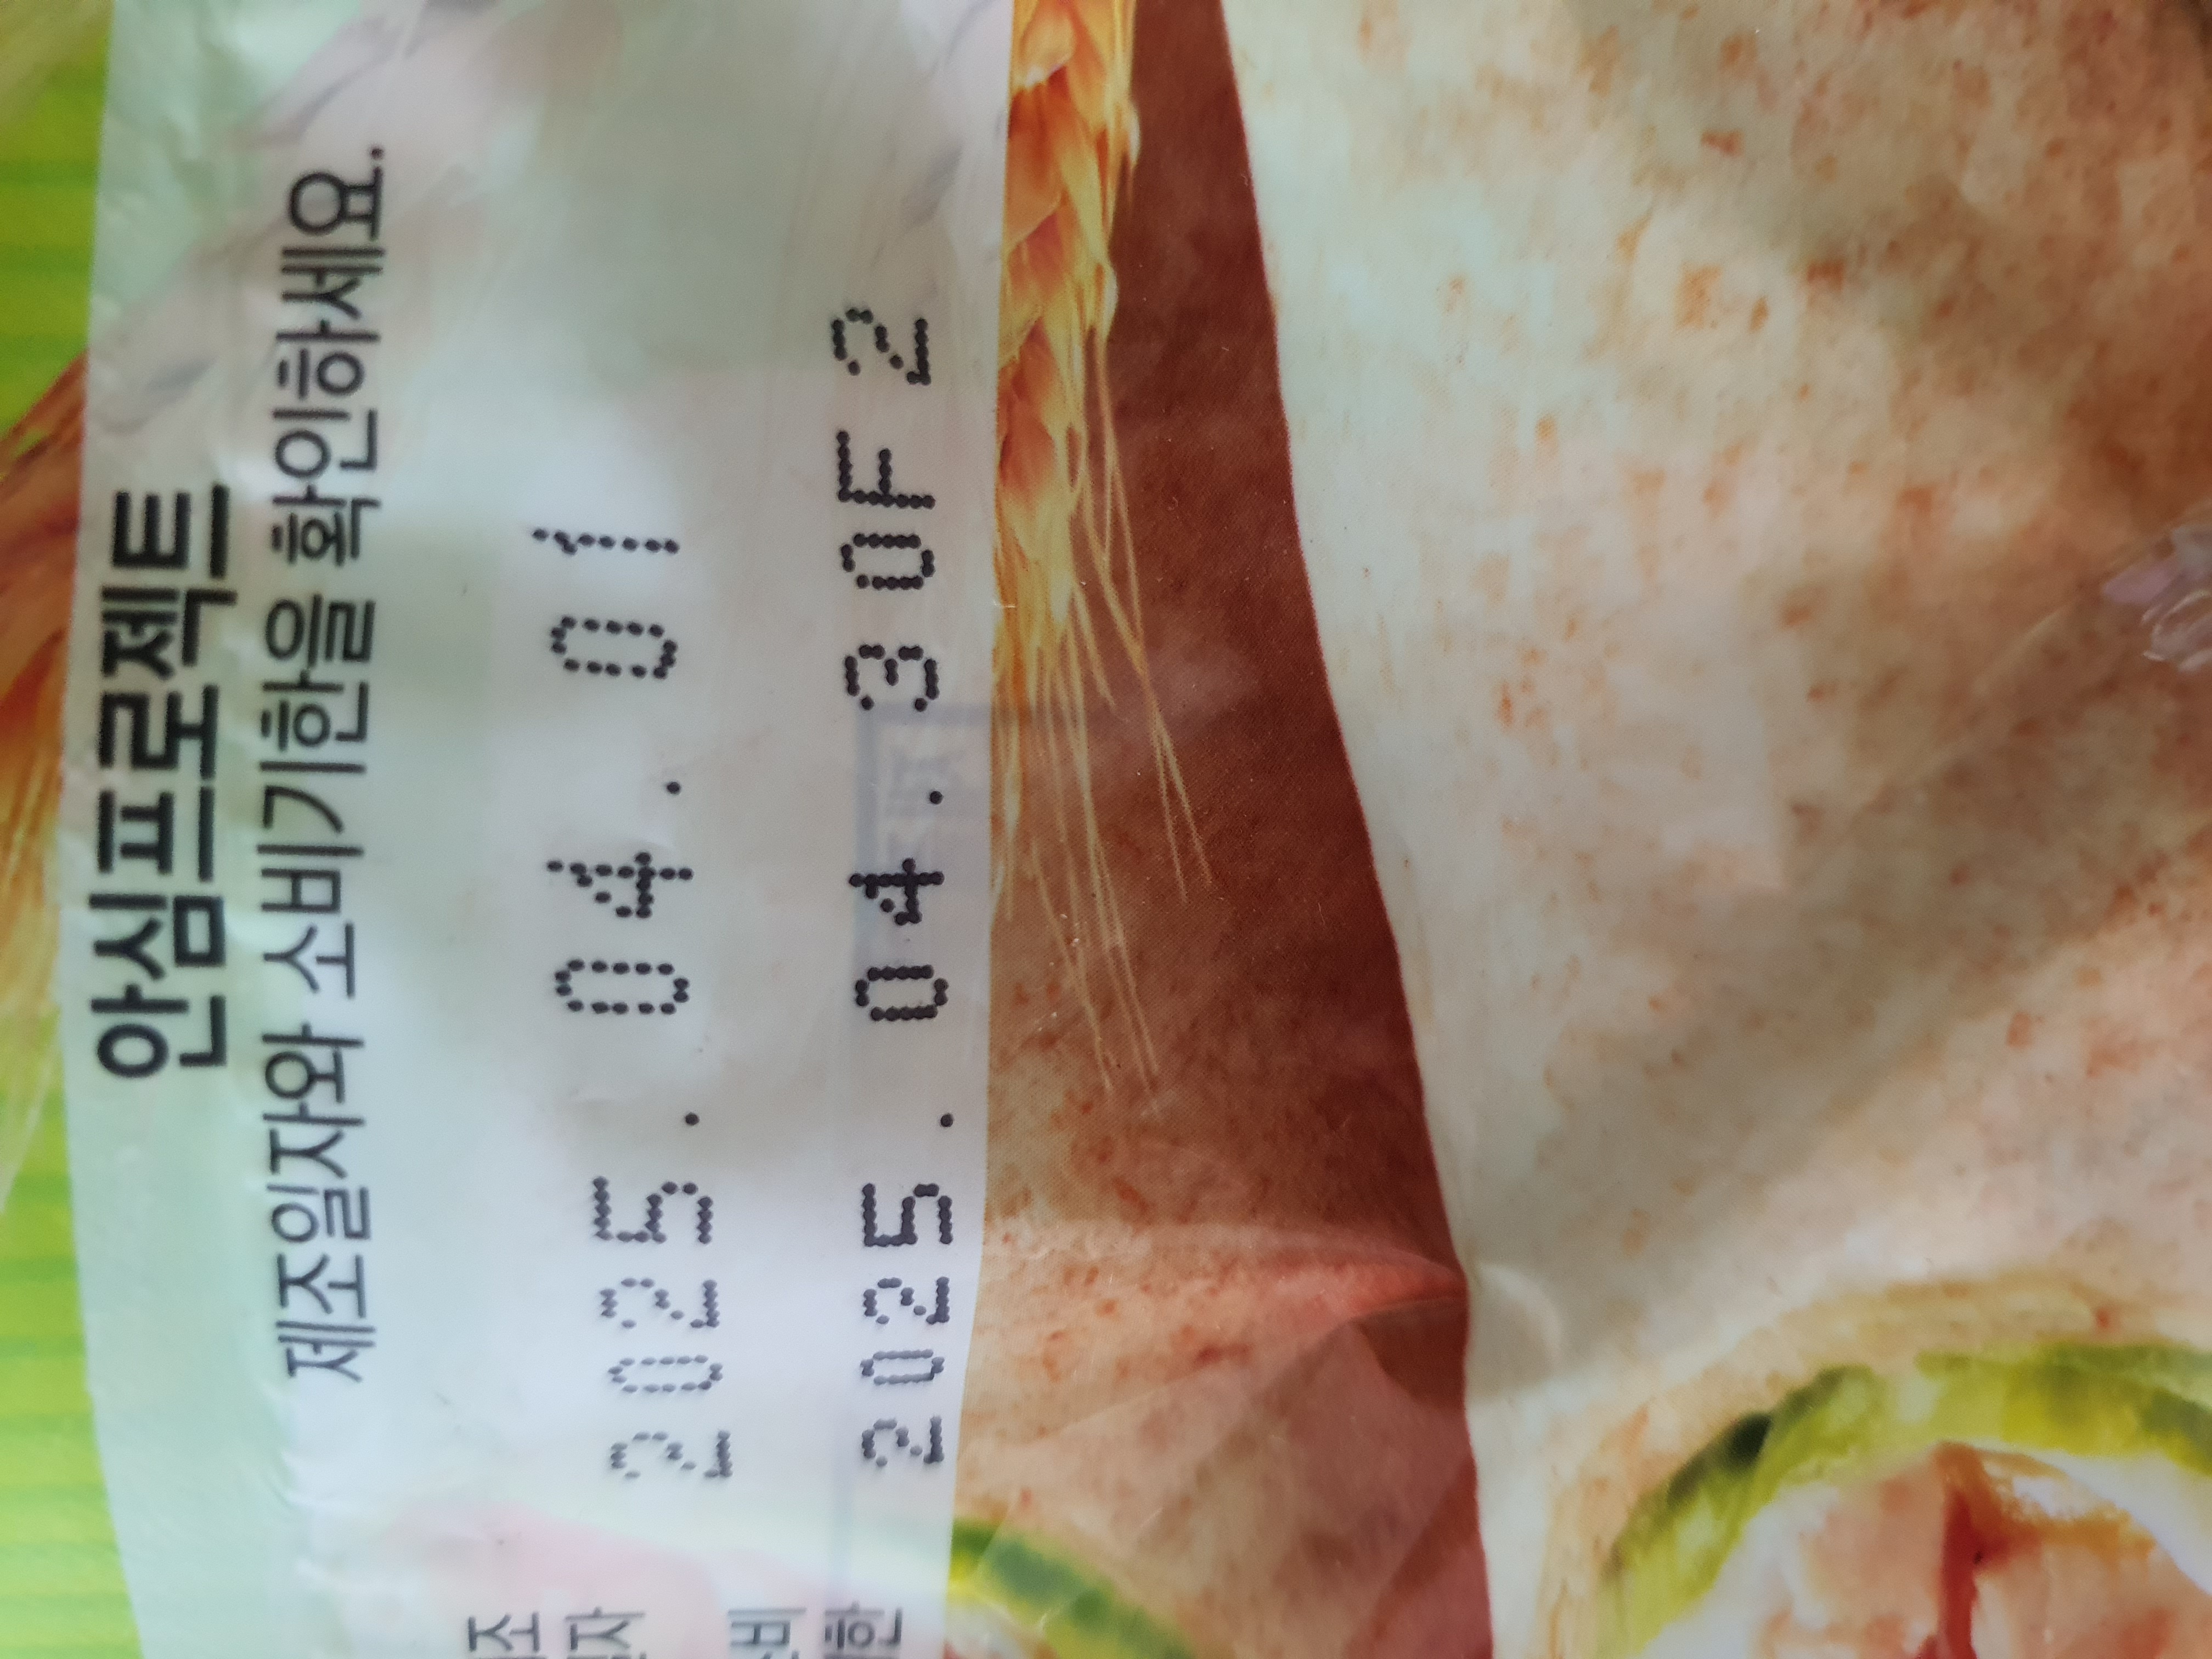 안심프로젝트
제조일자와 소비기한을 확인하세요.
2025. 04. 01
2025. 04. 30F2